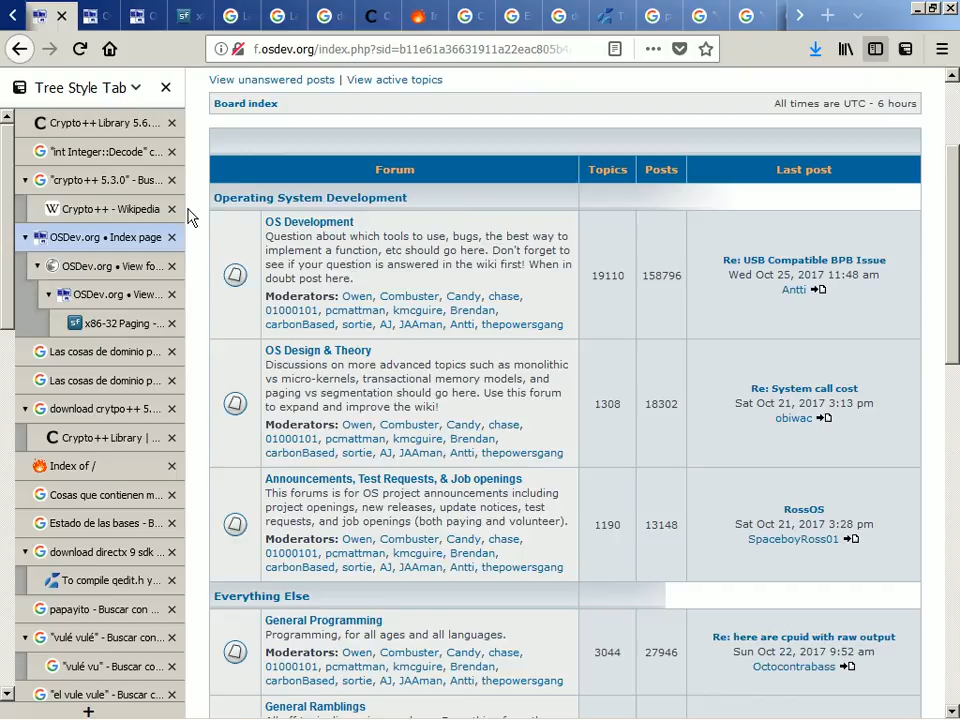 f.osdev.org/index.php?sid=b11e61a36631911a22eac805b4
Tree Style Tab
Crypto++ Library 5.6....
"int Integer::Decode" c...
"crypto++ 5.3.0" - Bus...
Crypto++ - Wikipedia
OSDev.org • Index page
OSDev.org • View fo...
OSDev.org • View...
x86-32 Paging -...
Las cosas de dominio p...
Las cosas de dominio p...
download crytpo++ 5....
Crypto++ Library | ...
Index of /
Cosas que contienen m...
Estado de las bases - B...
download directx 9 sdk ...
To compile qedit.h y...
papayito - Buscar con ...
"vulé vulé" - Buscar con...
"vulé vu" - Buscar co...
"el vule vule" - Buscar c...
View unanswered posts | View active topics
Board index
All times are UTC - 6 hours
Forum Topics Posts Last post
Operating System Development
OS Development
Question about which tools to use, bugs, the best way to
implement a function, etc should go here. Don't forget to
see if your question is answered in the wiki first! When in
doubt post here.
Moderators: Owen, Combuster, Candy, chase,
01000101, pcmattman, kmcguire, Brendan,
carbonBased, sortie, AJ, JAAman, Antti, thepowersgang
19110
158796
Re: USB Compatible BPB Issue
Wed Oct 25, 2017 11:48 am
Antti
OS Design & Theory
Discussions on more advanced topics such as monolithic
vs micro-kernels, transactional memory models, and
paging vs segmentation should go here. Use this forum
to expand and improve the wiki!
Moderators: Owen, Combuster, Candy, chase,
01000101, pcmattman, kmcguire, Brendan,
carbonBased, sortie, AJ, JAAman, Antti, thepowersgang
1308
18302
Re: System call cost
Sat Oct 21, 2017 3:13 pm
obiwac
Announcements, Test Requests, & Job openings
This forums is for OS project announcements including
project openings, new releases, update notices, test
requests, and job openings (both paying and volunteer).
Moderators: Owen, Combuster, Candy, chase,
01000101, pcmattman, kmcguire, Brendan,
carbonBased, sortie, AJ, JAAman, Antti, thepowersgang
1190
13148
RossOS
Sat Oct 21, 2017 3:28 pm
SpaceboyRoss01
Everything Else
General Programming
Programming, for all ages and all languages.
Moderators: Owen, Combuster, Candy, chase,
01000101, pcmattman, kmcguire, Brendan,
carbonBased, sortie, AJ, JAAman, Antti, thepowersgang
3044
27946
Re: here are cpuid with raw output
Sun Oct 22, 2017 9:52 am
Octocontrabass
General Ramblings